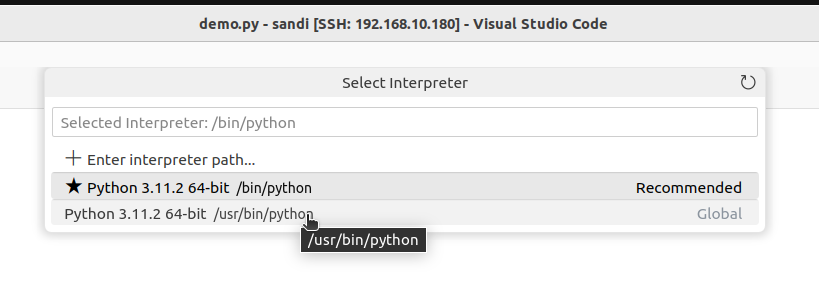 demo.py - sandi [SSH: 192.168.10.180] - Visual Studio Code
Select Interpreter
Selected Interpreter: /bin/python
Enter interpreter path...
Python 3.11.2 64-bit /bin/python Recommended
Python 3.11.2 64-bit /usr/bin/python Global
/usr/bin/python